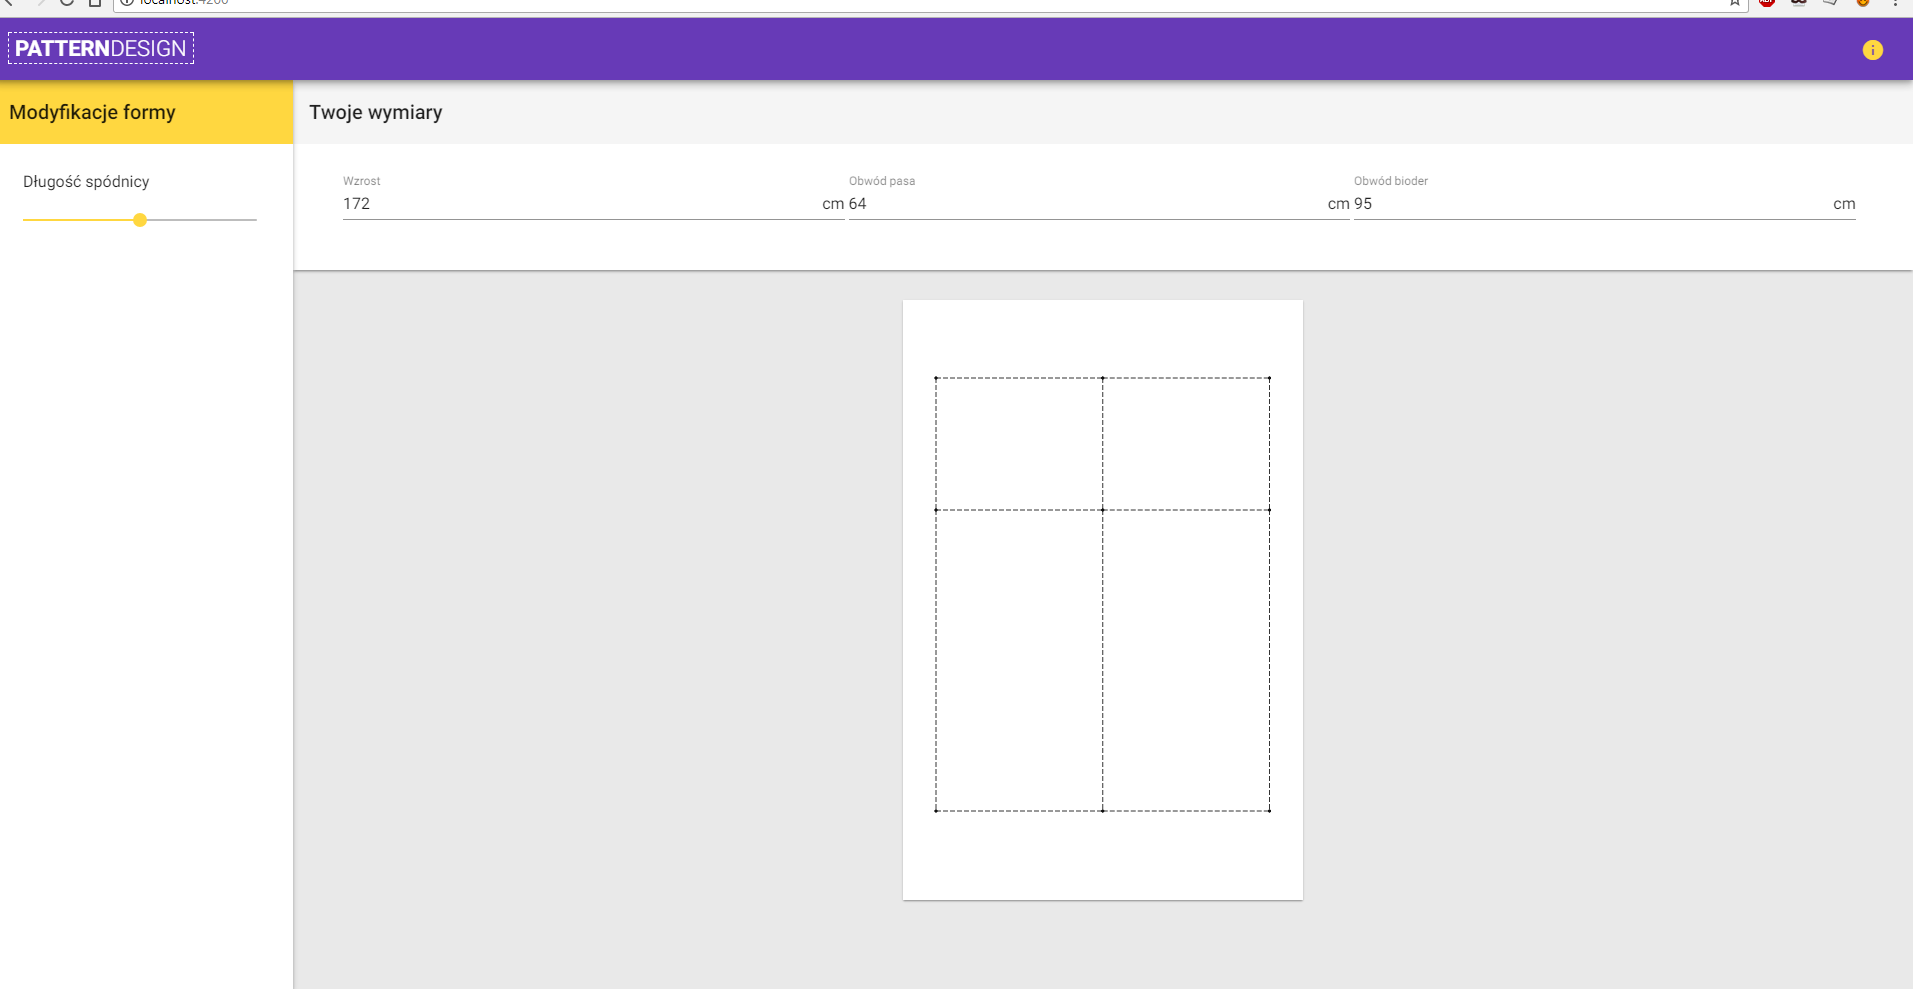 localhost:4200
PATTERNDESIGN
Modyfikacje formy
Twoje wymiary
Długość spódnicy
Wzrost
172 cm
Obwód pasa
64 cm
Obwód bioder
95 cm